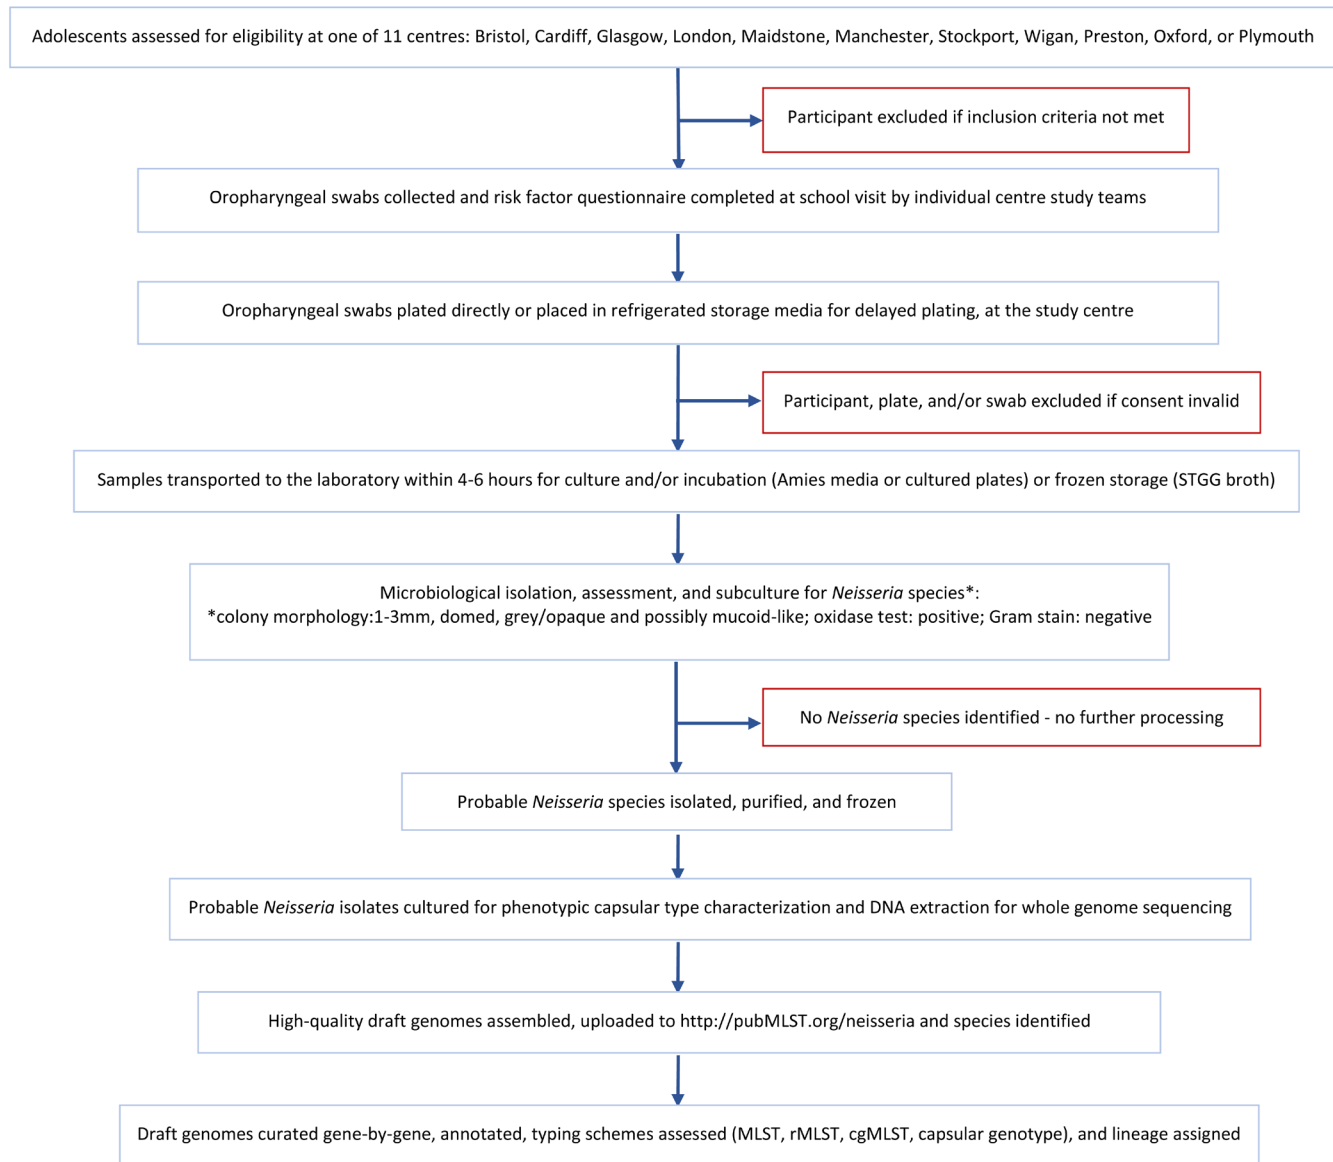 Adolescents assessed for eligibility at one of 11 centres: Bristol, Cardiff, Glasgow, London, Maidstone, Manchester, Stockport, Wigan, Preston, Oxford, or Plymouth
Participant excluded if inclusion criteria not met
Oropharyngeal swabs collected and risk factor questionnaire completed at school visit by individual centre study teams
Oropharyngeal swabs plated directly or placed in refrigerated storage media for delayed plating, at the study centre
Participant, plate, and/or swab excluded if consent invalid
Samples transported to the laboratory within 4-6 hours for culture and/or incubation (Amies media or cultured plates) or frozen storage (STGG broth)
Microbiological isolation, assessment, and subculture for Neisseria species*:
*colony morphology:1-3mm, domed, grey/opaque and possibly mucoid-like; oxidase test: positive; Gram stain: negative
No Neisseria species identified - no further processing
Probable Neisseria species isolated, purified, and frozen
Probable Neisseria isolates cultured for phenotypic capsular type characterization and DNA extraction for whole genome sequencing
High-quality draft genomes assembled, uploaded to http://pubMLST.org/neisseria and species identified
Draft genomes curated gene-by-gene, annotated, typing schemes assessed (MLST, rMLST, cgMLST, capsular genotype), and lineage assigned